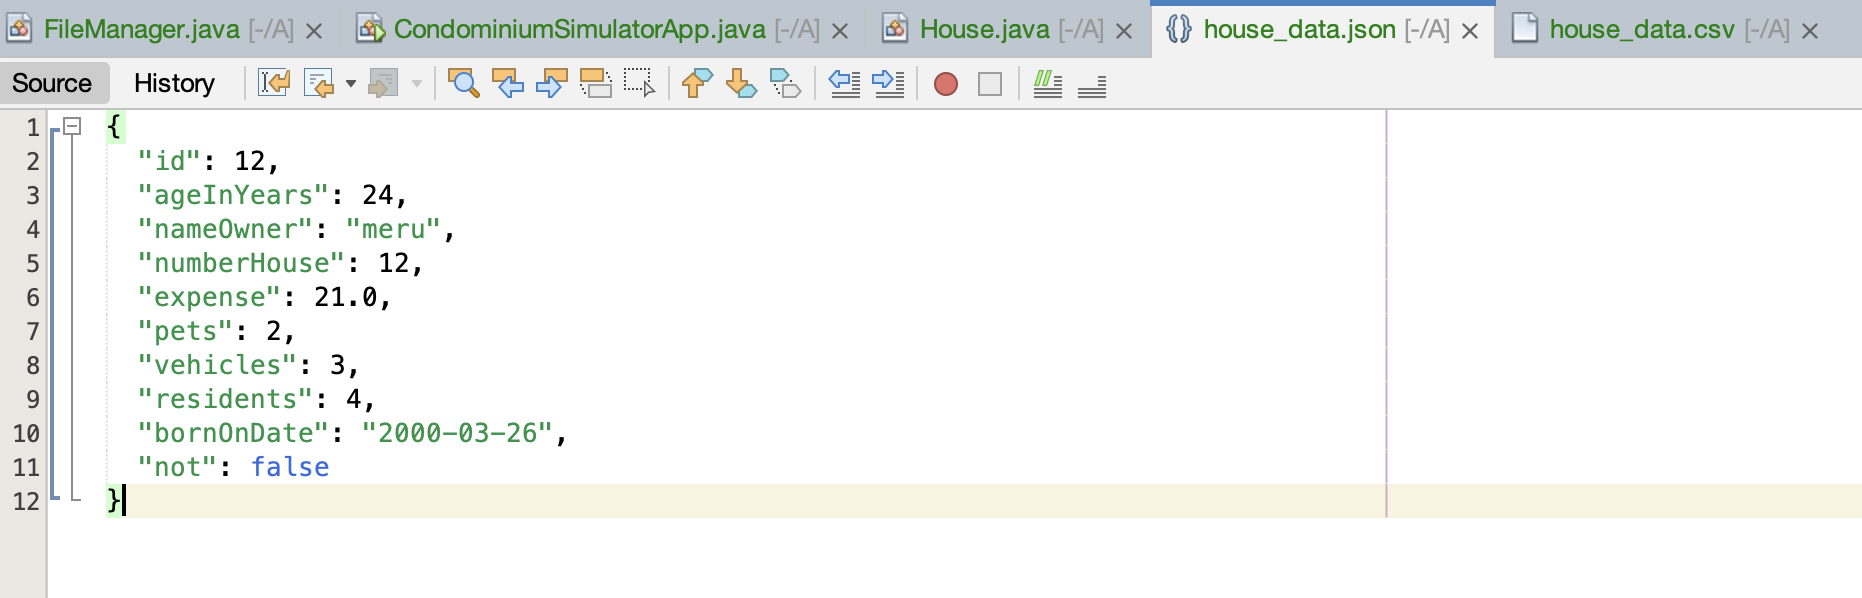 FileManager.java [-/A] CondominiumSimulatorApp.java [-/A] House.java [-/A] house_data.json [-/A] house_data.csv [-/A]
Source History
1 {
2 "id": 12,
3 "ageInYears": 24,
4 "nameOwner": "meru",
5 "numberHouse": 12,
6 "expense": 21.0,
7 "pets": 2,
8 "vehicles": 3,
9 "residents": 4,
10 "bornOnDate": "2000-03-26",
11 "not": false
12 }